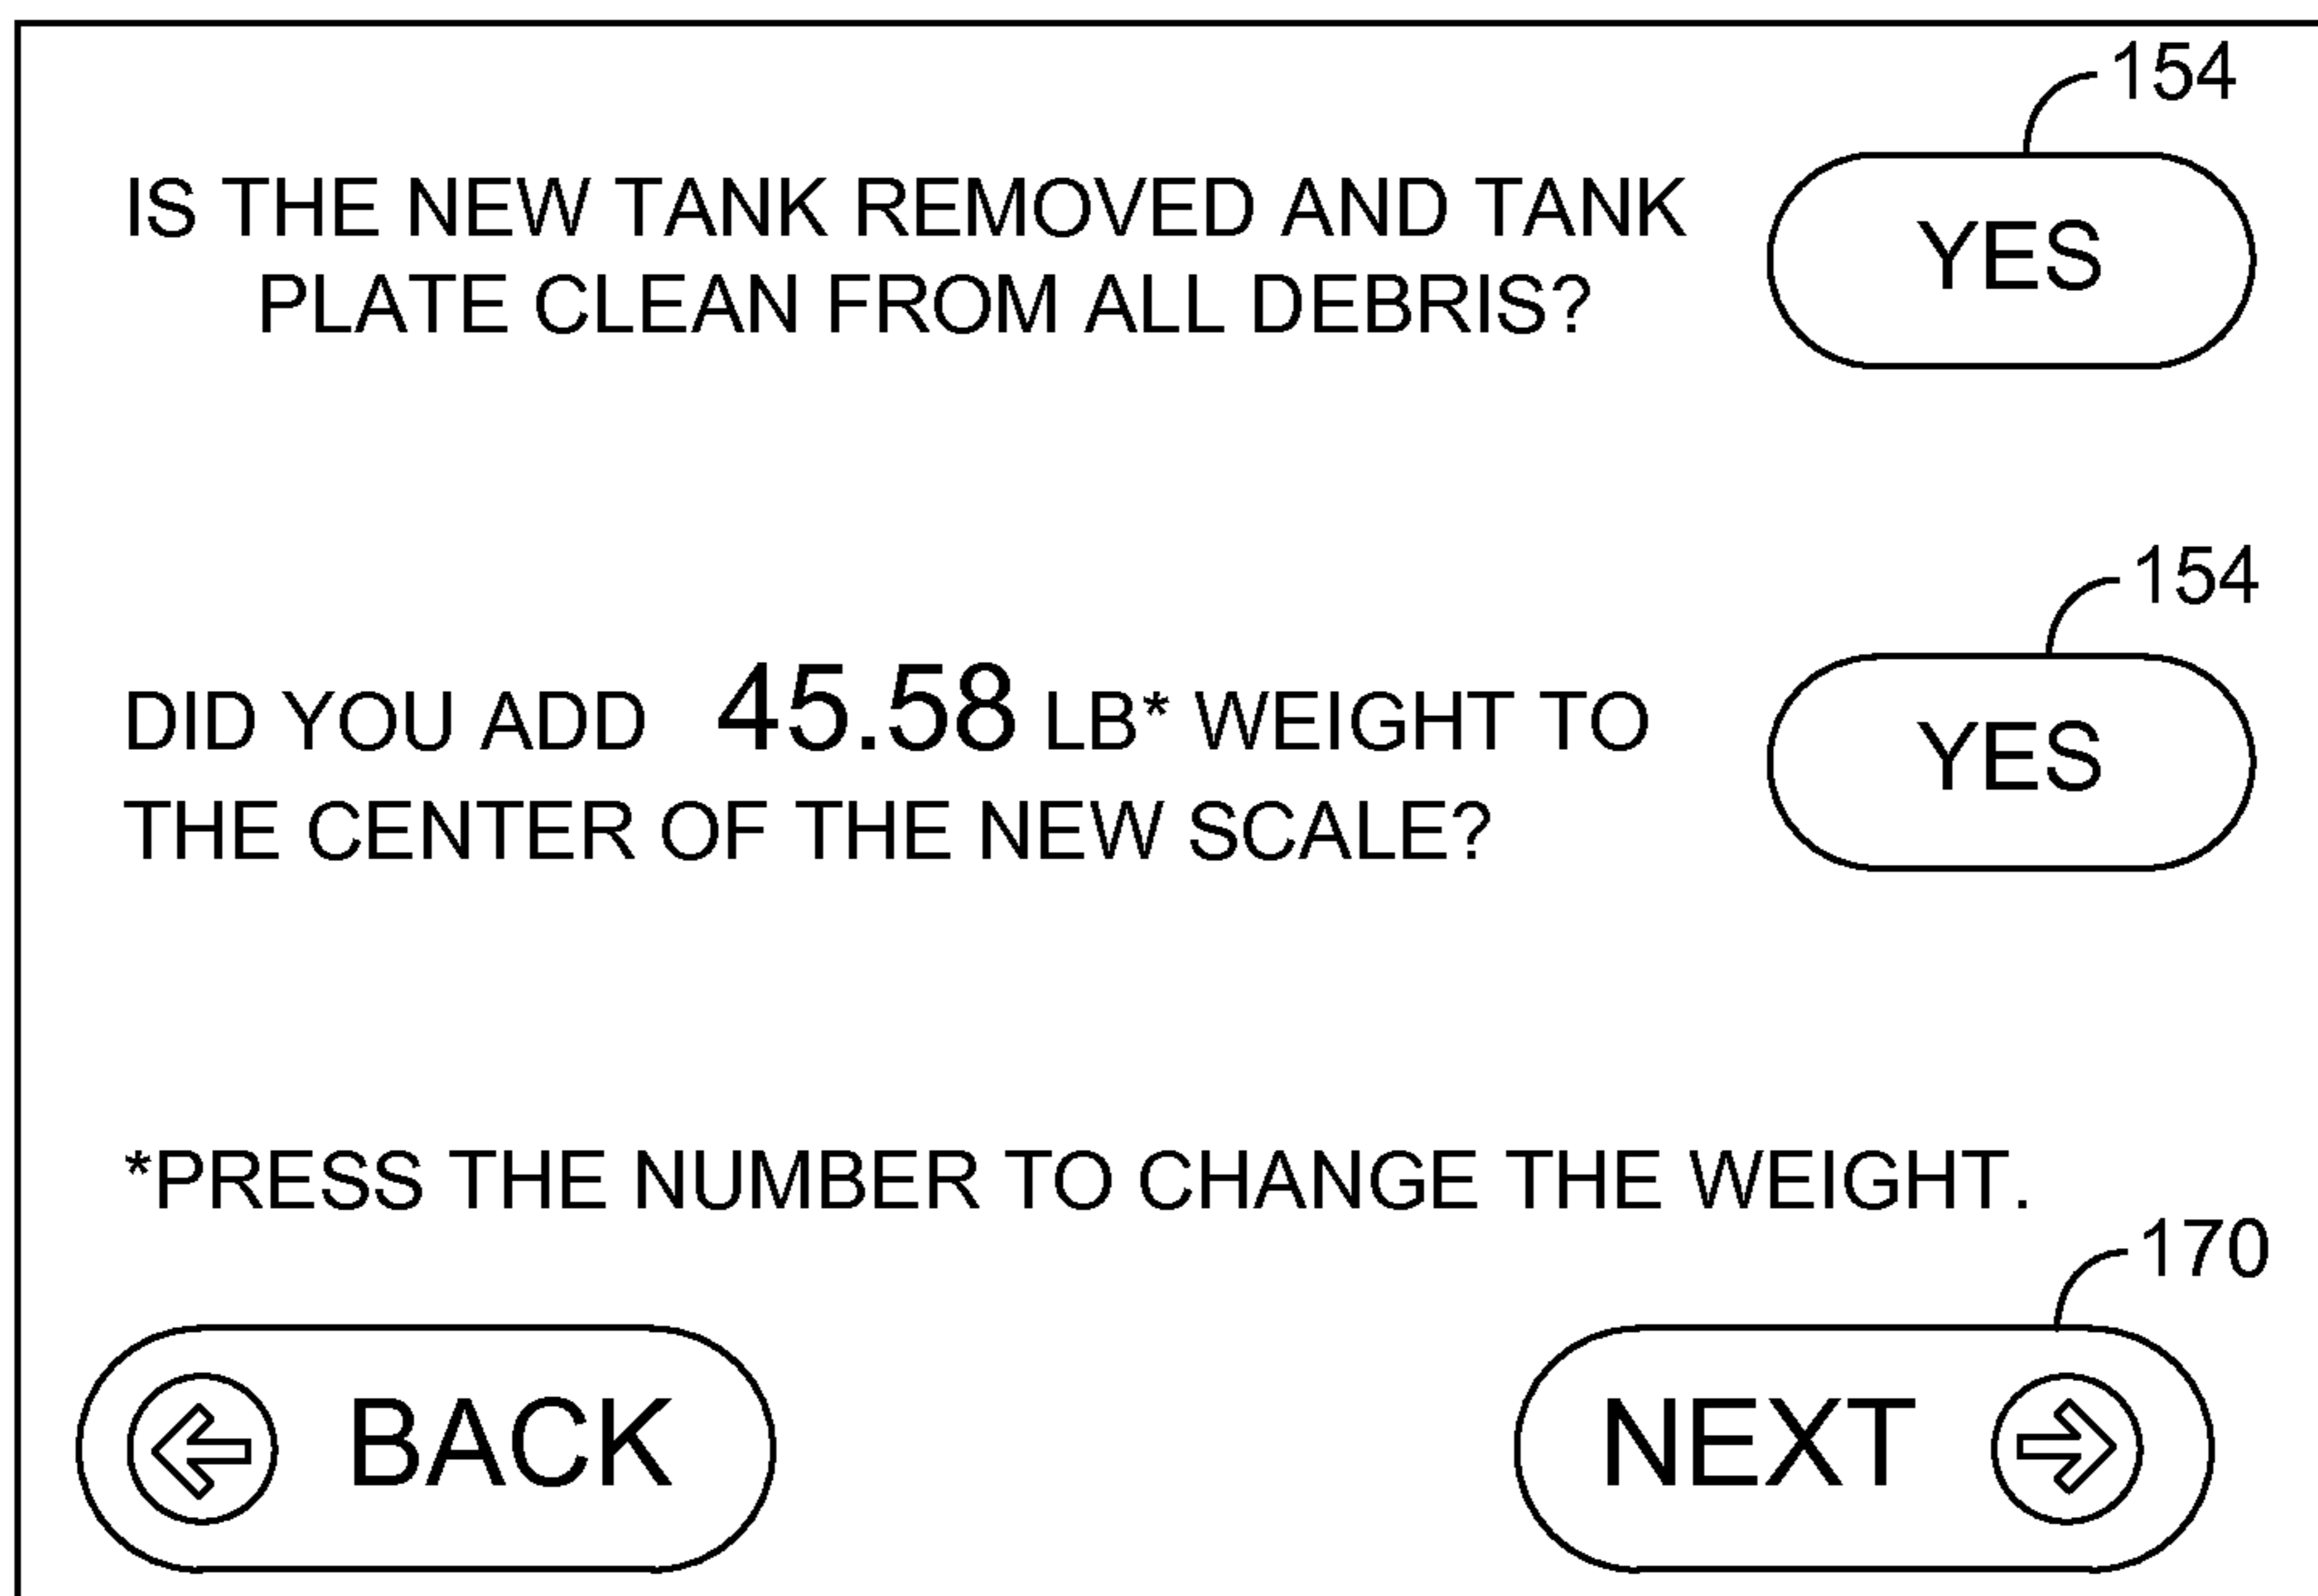 154
IS THE NEW TANK REMOVED AND TANK
PLATE CLEAN FROM ALL DEBRIS?
YES
154
DID YOU ADD 45.58 LB* WEIGHT TO
THE CENTER OF THE NEW SCALE?
YES
*PRESS THE NUMBER TO CHANGE THE WEIGHT.
170
BACK
NEXT